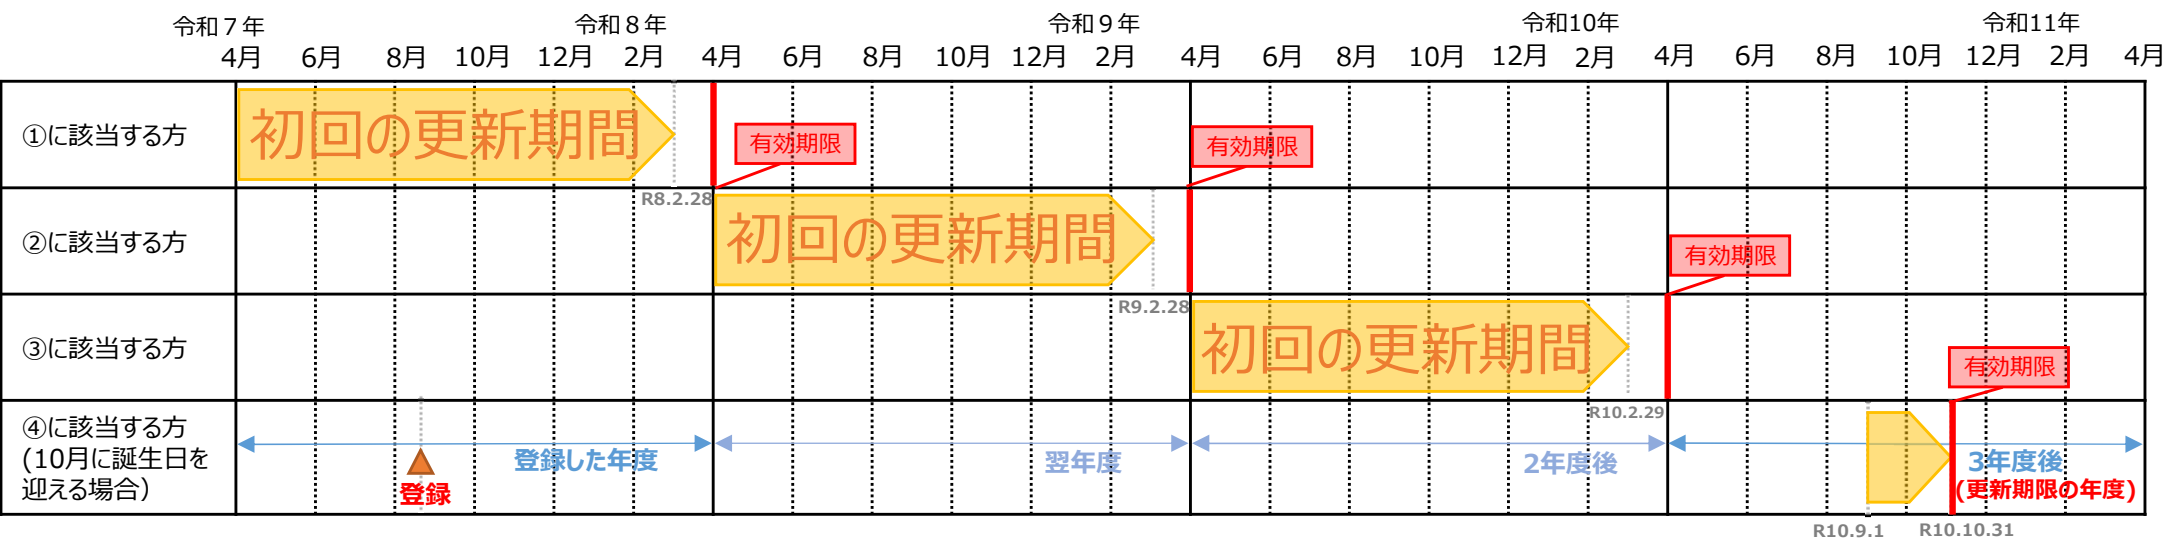 令和７年 令和８年 令和９年 令和10年 令和11年
4月 6月 8月 10月 12月 2月 4月 6月 8月 10月 12月 2月 4月 6月 8月 10月 12月 2月 4月 6月 8月 10月 12月 2月 4月
①に該当する方
初回の更新期間
有効期限
有効期限
R8.2.28
②に該当する方
初回の更新期間
有効期限
R9.2.28
③に該当する方
初回の更新期間
有効期限
R10.2.29
④に該当する方
(10月に誕生日を
迎える場合）
登録した年度
登録
翌年度
2年度後
3年度後
(更新期限の年度)
R10.9.1
R10.10.31